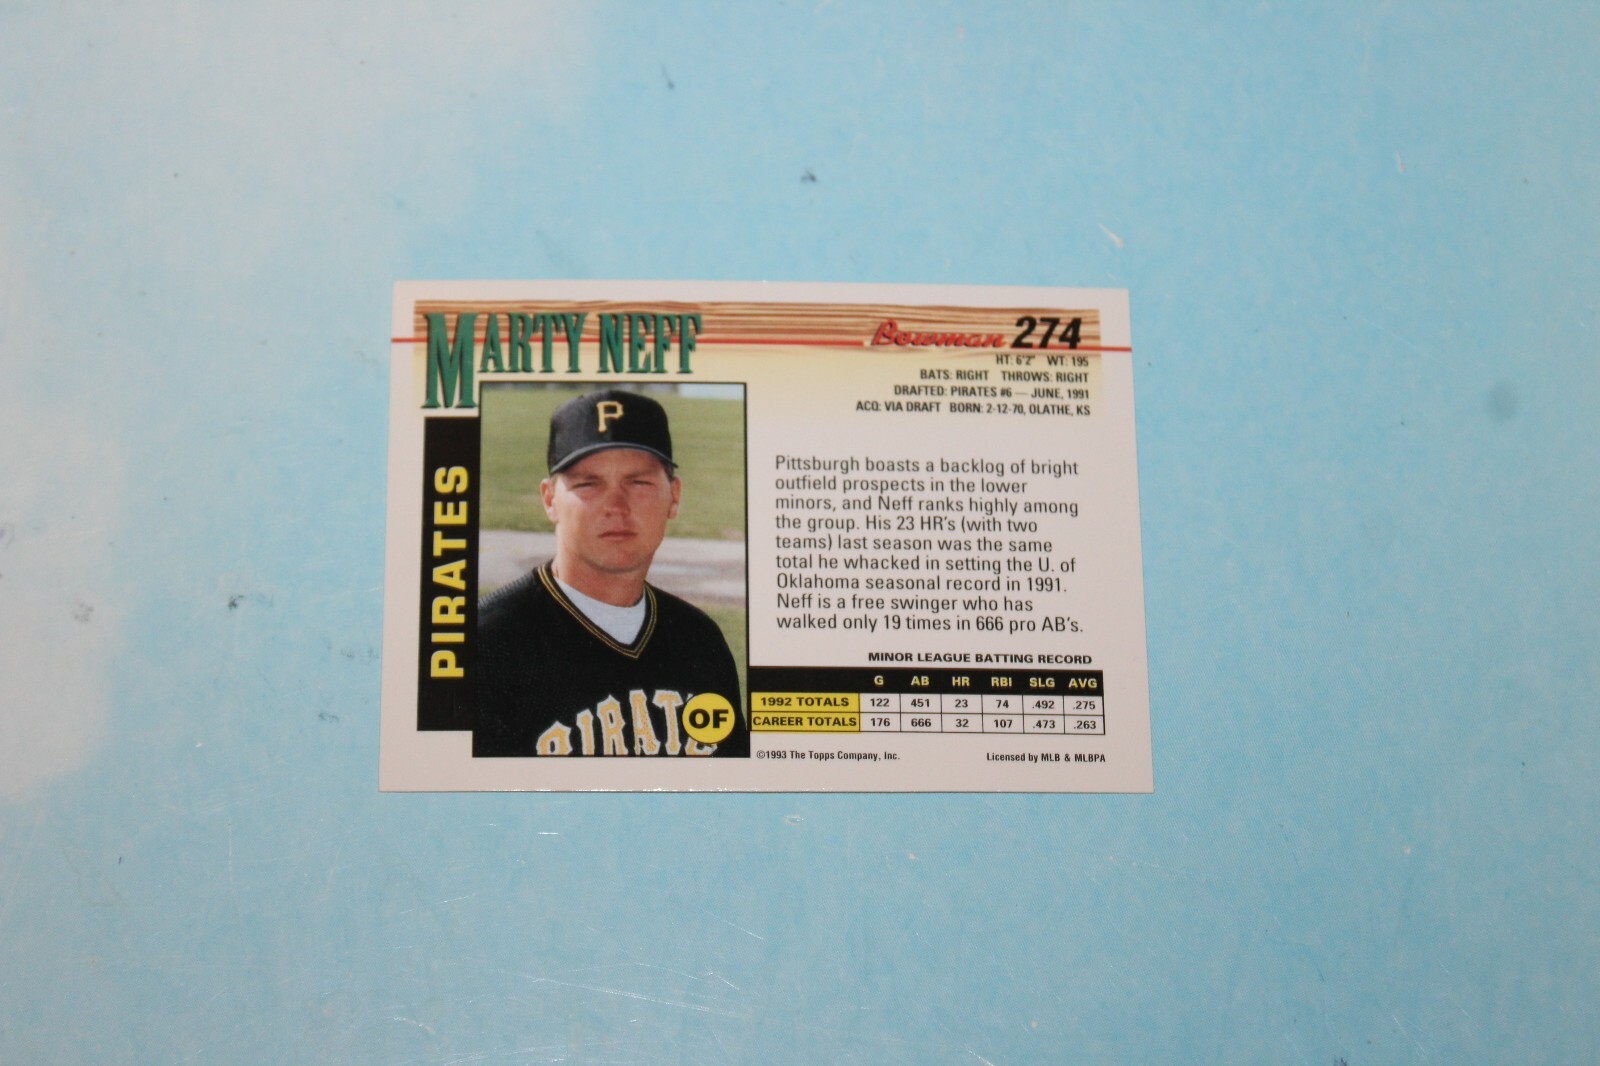 MARTY NEFF
Bowman 274
HT: 6'2" WT: 195
BATS: RIGHT THROWS: RIGHT
DRAFTED: PIRATES #6 — JUNE, 1991
ACQ: VIA DRAFT BORN: 2-12-70, OLATHE, KS
PIRATES
P
PIRAT
OF
Pittsburgh boasts a backlog of bright
outfield prospects in the lower
minors, and Neff ranks highly among
the group. His 23 HR's (with two
teams) last season was the same
total he whacked in setting the U. of
Oklahoma seasonal record in 1991.
Neff is a free swinger who has
walked only 19 times in 666 pro AB's.
MINOR LEAGUE BATTING RECORD
G AB HR RBI SLG AVG
1992 TOTALS 122 451 23 74 .492 .275
CAREER TOTALS 176 666 32 107 .473 .263
©1993 The Topps Company, Inc. Licensed by MLB & MLBPA